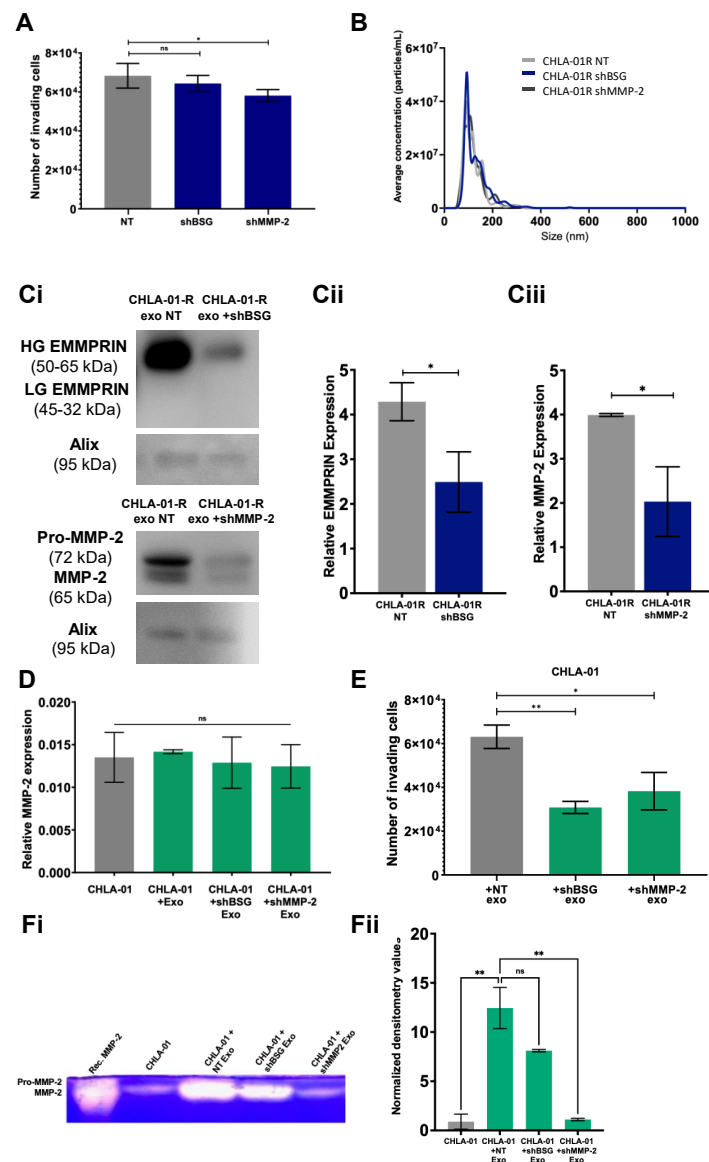 A
Number of invading cells
8×10⁴
6×10⁴
4×10⁴
2×10⁴
0
*
ns
NT
shBSG
shMMP-2
B
Average concentration (particles/mL)
6×10⁷
4×10⁷
2×10⁷
0
CHLA-01R NT
CHLA-01R shBSG
CHLA-01R shMMP-2
0
200
400
600
800
1000
Size (nm)
Ci
CHLA-01-R
exo NT
CHLA-01-R
exo +shBSG
HG EMMPRIN
(50-65 kDa)
LG EMMPRIN
(45-32 kDa)
Alix
(95 kDa)
CHLA-01-R
exo NT
CHLA-01-R
exo +shMMP-2
Pro-MMP-2
(72 kDa)
MMP-2
(65 kDa)
Alix
(95 kDa)
Cii
Relative EMMPRIN Expression
5
4
3
2
1
0
*
CHLA-01R
NT
CHLA-01R
shBSG
Ciii
Relative MMP-2 Expression
5
4
3
2
1
0
*
CHLA-01R
NT
CHLA-01R
shMMP-2
D
Relative MMP-2 expression
0.020
0.015
0.010
0.005
0.000
ns
CHLA-01
CHLA-01
+Exo
CHLA-01
+shBSG
Exo
CHLA-01
+shMMP-2
Exo
E
CHLA-01
Number of invading cells
8×10⁴
6×10⁴
4×10⁴
2×10⁴
0
*
**
+NT
exo
+shBSG
exo
+shMMP-2
exo
Fi
Rec. MMP-2
CHLA-01
CHLA-01 +
NT Exo
CHLA-01 +
shBSG Exo
CHLA-01 +
shMMP2 Exo
Pro-MMP-2
MMP-2
Fii
Normalized densitometry values
20
15
10
5
0
**
ns
**
CHLA-01
CHLA-01
+NT
Exo
CHLA-01
+shBSG
Exo
CHLA-01
+shMMP-2
Exo